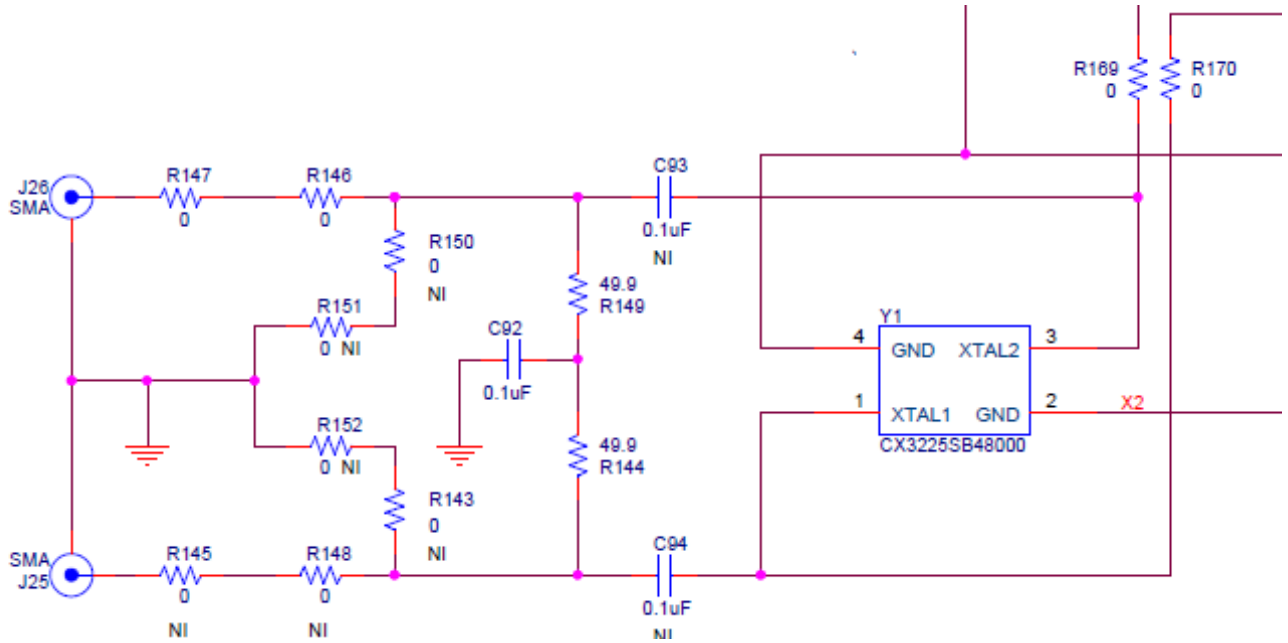 R169
0
R170
0
J26
SMA
R147
0
R146
0
C93
0.1uF
NI
R150
0
NI
49.9
R149
R151
0 NI
C92
0.1uF
Y1
4
GND
XTAL2
3
1
XTAL1
GND
2
X2
CX3225SB48000
R152
0 NI
49.9
R144
R143
0
NI
SMA
J25
R145
0
NI
R148
0
NI
C94
0.1uF
NI